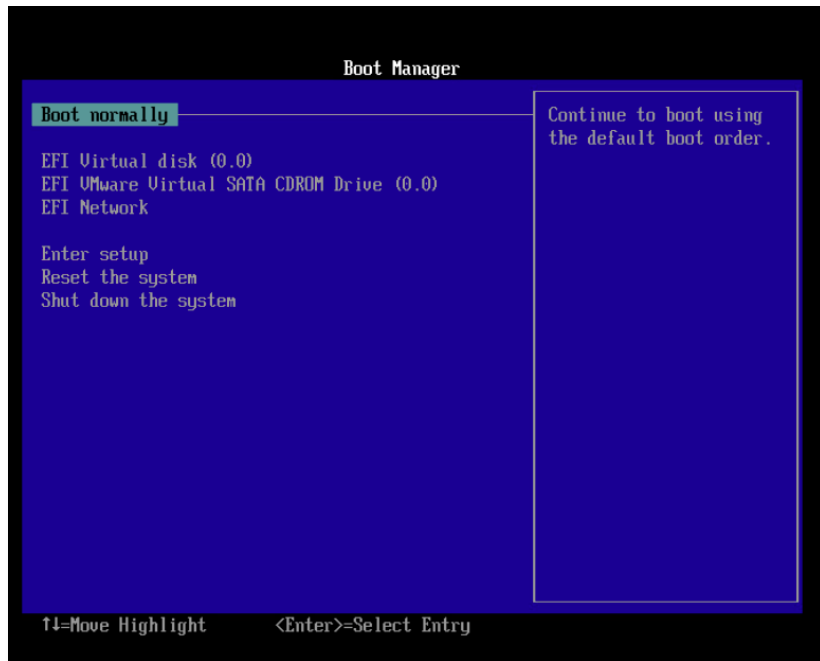 Boot Manager
Boot normally
Continue to boot using
the default boot order.
EFI Virtual disk (0.0)
EFI VMware Virtual SATA CDROM Drive (0.0)
EFI Network
Enter setup
Reset the system
Shut down the system
↑↓=Move Highlight <Enter>=Select Entry